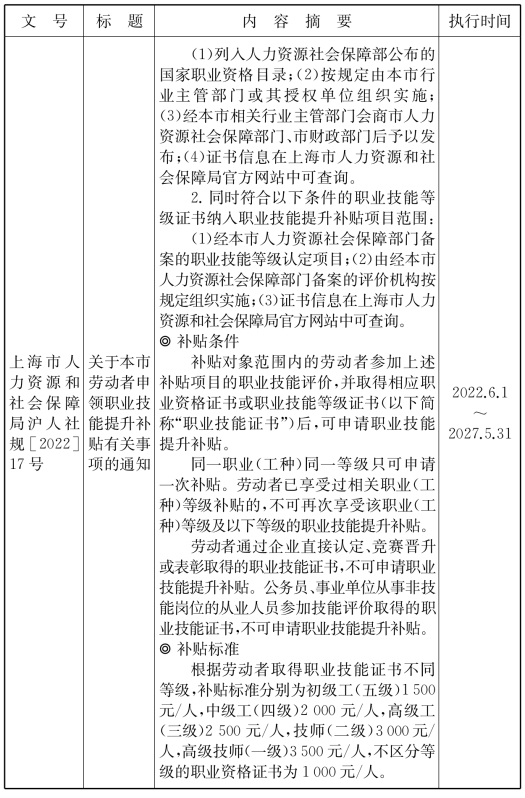 文 号
标 题
内 容 摘 要
执行时间
上海市人
力资源和
社会保障
局沪人社
规[2022]
17号
关于本市
劳动者申
领职业技
能提升补
贴有关事
项的通知
(1)列入人力资源社会保障部公布的
国家职业资格目录;(2)按规定由本市行
业主管部门或其授权单位组织实施;
(3)经本市相关行业主管部门会商市人力
资源社会保障部门、市财政部门后予以发
布;(4)证书信息在上海市人力资源和社
会保障局官方网站中可查询。
2. 同时符合以下条件的职业技能等
级证书纳入职业技能提升补贴项目范围:
(1)经本市人力资源社会保障部门备
案的职业技能等级认定项目;(2)由经本市
人力资源社会保障部门备案的评价机构按
规定组织实施;(3)证书信息在上海市人力
资源和社会保障局官方网站中可查询。
◎ 补贴条件
补贴对象范围内的劳动者参加上述
补贴项目的职业技能评价,并取得相应职
业资格证书或职业技能等级证书(以下简
称“职业技能证书”)后,可申请职业技能
提升补贴。
同一职业(工种)同一等级只可申请
一次补贴。劳动者已享受过相关职业(工
种)等级补贴的,不可再次享受该职业(工
种)等级及以下等级的职业技能提升补贴。
劳动者通过企业直接认定、竞赛晋升
或表彰取得的职业技能证书,不可申请职业
技能提升补贴。公务员、事业单位从事非技
能岗位的从业人员参加技能评价取得的职
业技能证书,不可申请职业技能提升补贴。
◎ 补贴标准
根据劳动者取得职业技能证书不同
等级,补贴标准分别为初级工(五级)1 500
元/人,中级工(四级)2 000 元/人,高级工
(三级)2 500 元/人,技师(二级)3 000 元/
人,高级技师(一级)3 500 元/人,不区分等
级的职业资格证书为 1 000 元/人。
2022.6.1
~
2027.5.31